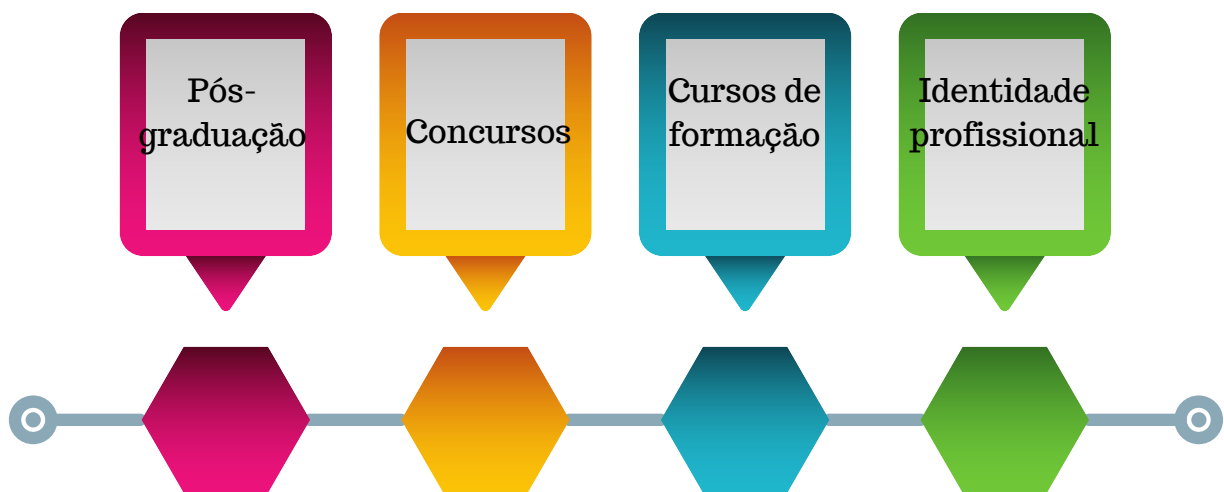 Pós-
graduação
Concursos
Cursos de
formação
Identidade
profissional